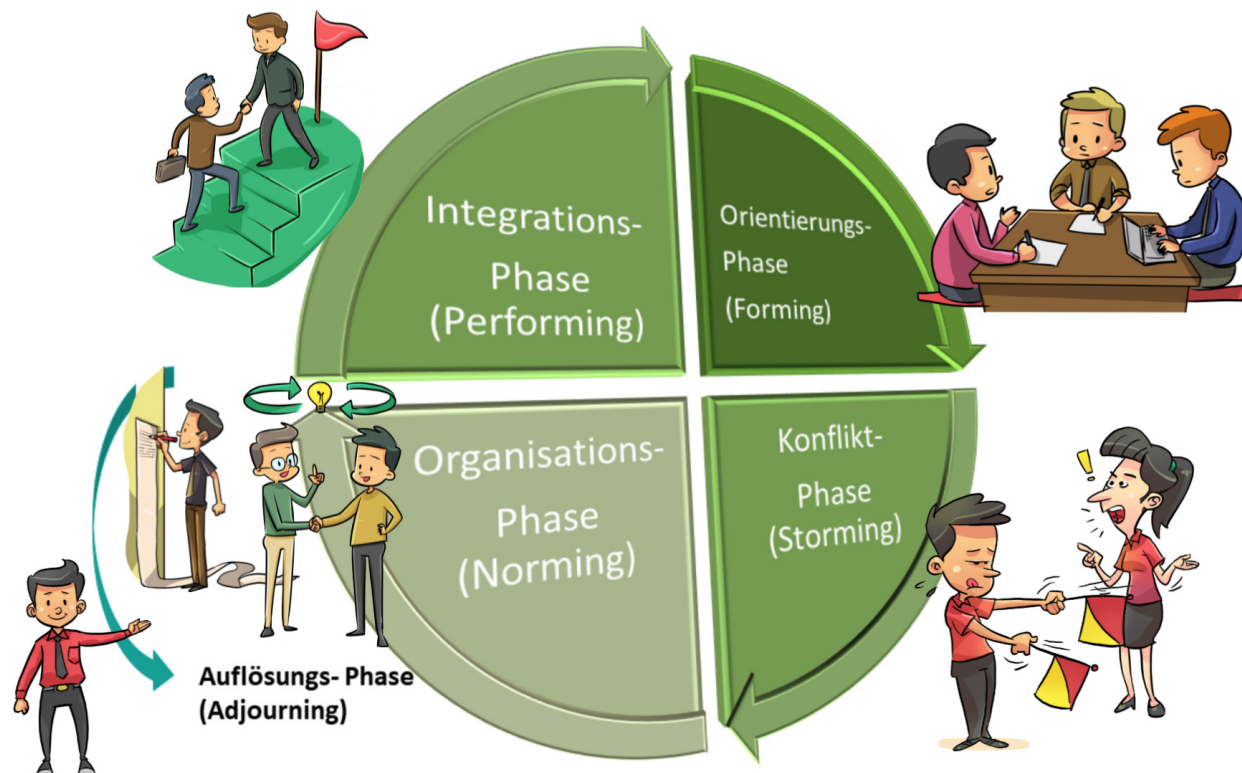 Integrations-
Phase
(Performing)
Orientierungs-
Phase
(Forming)
Organisations-
Phase
(Norming)
Konflikt-
Phase
(Storming)
!
Auflösungs- Phase
(Adjourning)